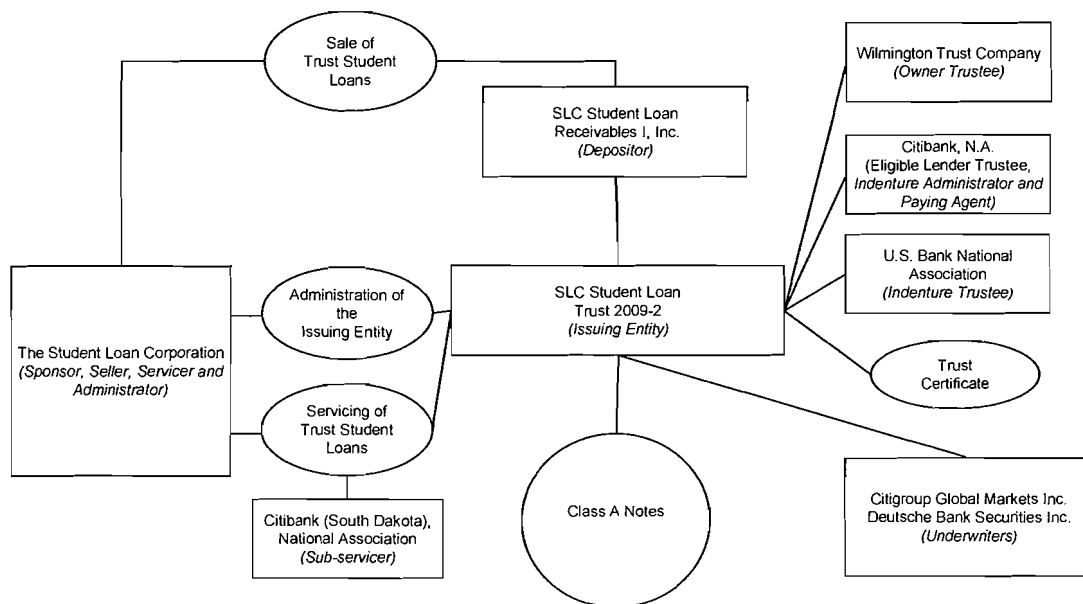 Sale of
Trust Student
Loans
Wilmington Trust Company
(Owner Trustee)
SLC Student Loan
Receivables I, Inc.
(Depositor)
Citibank, N.A.
(Eligible Lender Trustee,
Indenture Administrator and
Paying Agent)
U.S. Bank National
Association
(Indenture Trustee)
Administration of
the
Issuing Entity
SLC Student Loan
Trust 2009-2
(Issuing Entity)
The Student Loan Corporation
(Sponsor, Seller, Servicer and
Administrator)
Trust
Certificate
Servicing of
Trust Student
Loans
Citibank (South Dakota),
National Association
(Sub-servicer)
Class A Notes
Citigroup Global Markets Inc.
Deutsche Bank Securities Inc.
(Underwriters)